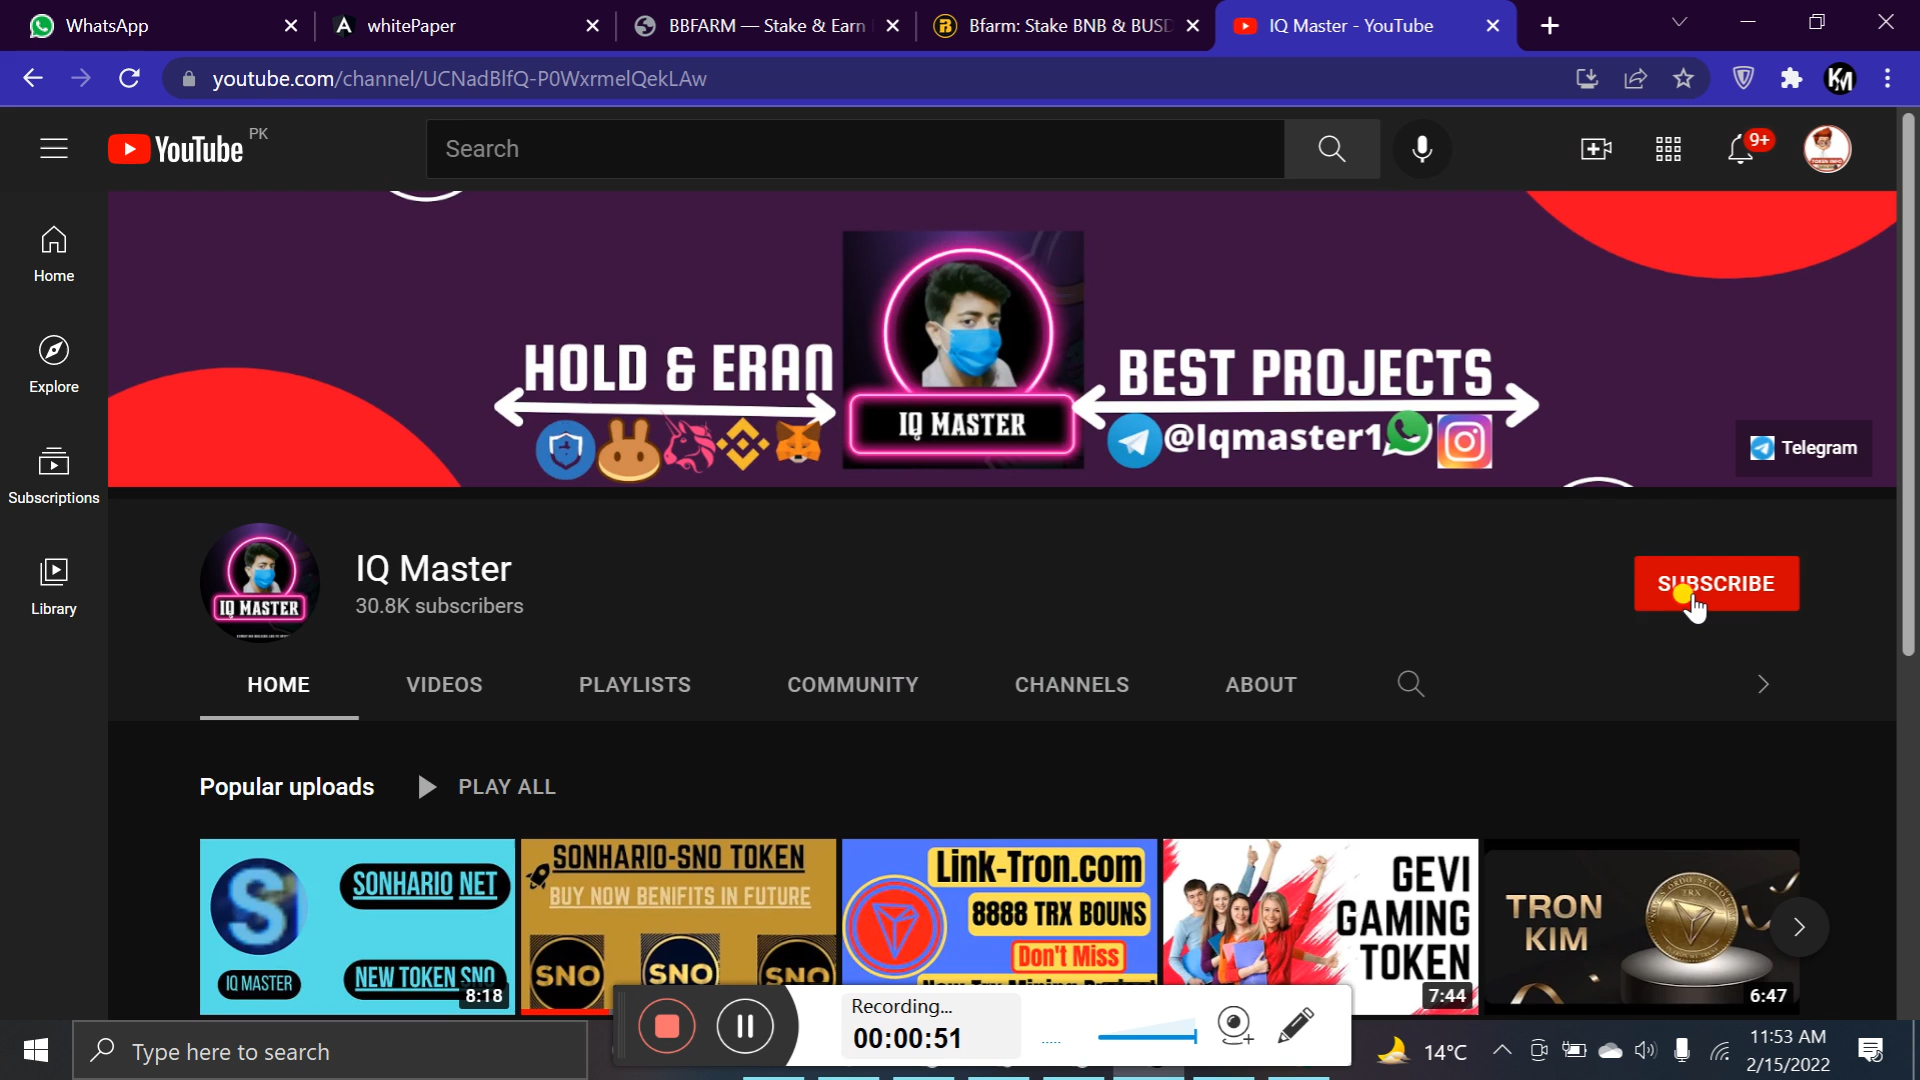 WhatsApp
whitePaper
BBFARM — Stake & Earn
Bfarm: Stake BNB & BUSD
IQ Master - YouTube
youtube.com/channel/UCNadBlfQ-P0WxrmelQekLAw
KM
YouTube PK
Search
9+
Home
Explore
Subscriptions
Library
HOLD & ERAN
BEST PROJECTS
IQ MASTER
@Iqmaster1
Telegram
IQ MASTER
IQ Master
30.8K subscribers
SUBSCRIBE
HOME
VIDEOS
PLAYLISTS
COMMUNITY
CHANNELS
ABOUT
Popular uploads
PLAY ALL
SONHARIO NET
IQ MASTER
NEW TOKEN SNO
8:18
SONHARIO-SNO TOKEN
BUY NOW BENIFITS IN FUTURE
SNO
SNO
SNO
Link-Tron.com
8888 TRX BOUNS
Don't Miss
GEVI
GAMING
TOKEN
7:44
TRON
KIM
6:47
Recording...
00:00:51
Type here to search
14°C
11:53 AM
2/15/2022